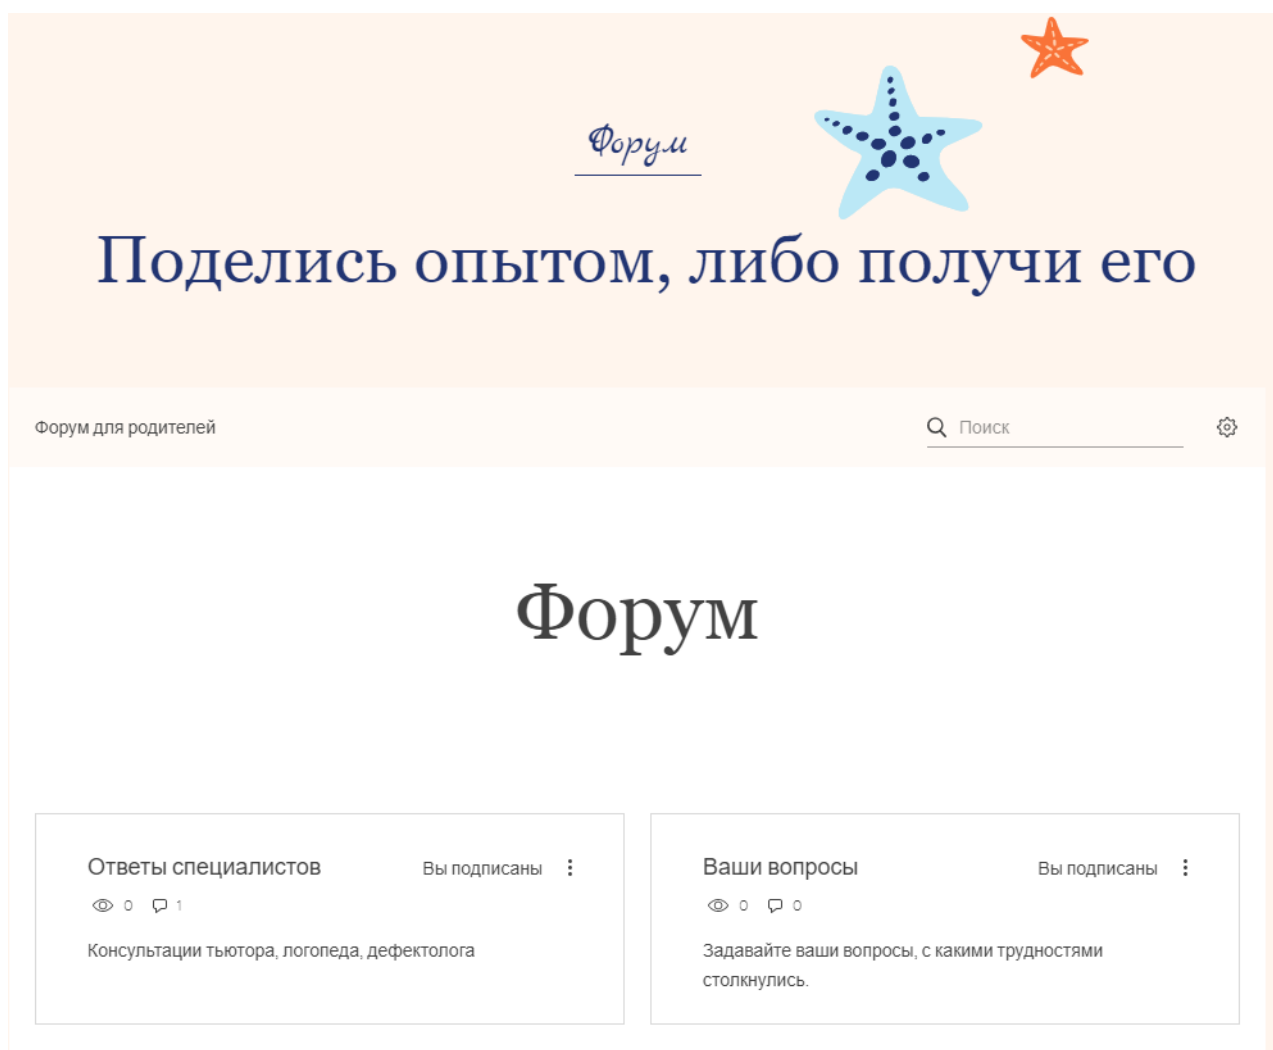 Форум
Поделись опытом, либо получи его
Форум для родителей
Поиск
Форум
Ответы специалистов
Вы подписаны
0 1
Консультации тьютора, логопеда, дефектолога
Ваши вопросы
Вы подписаны
0 0
Задавайте ваши вопросы, с какими трудностями
столкнулись.